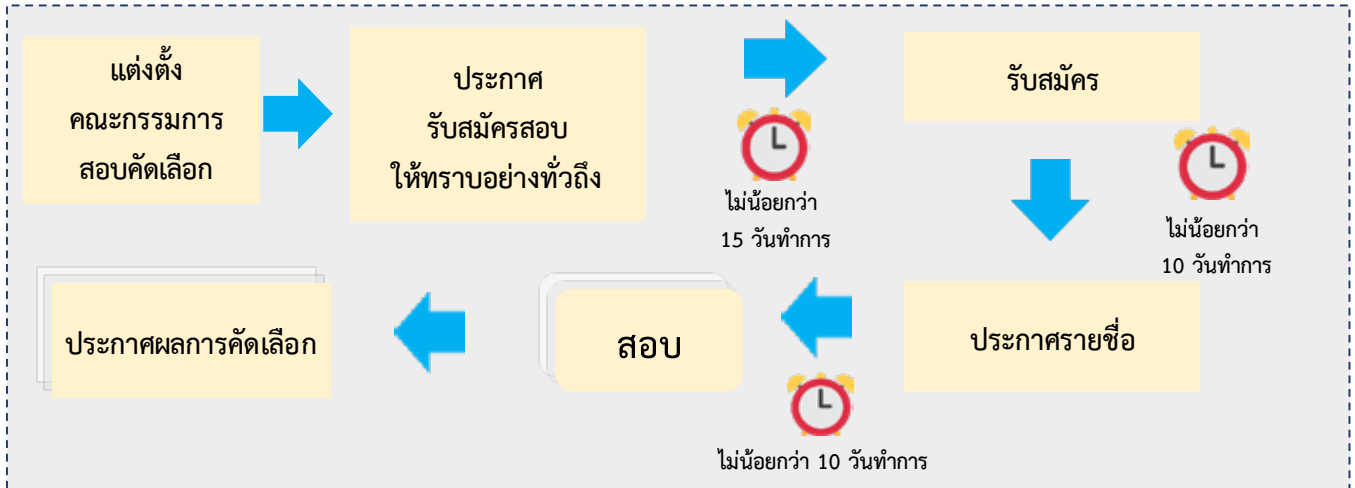 แต่งตั้ง
คณะกรรมการ
สอบคัดเลือก
ประกาศ
รับสมัครสอบ
ให้ทราบอย่างทั่วถึง
ไม่น้อยกว่า
15 วันทำการ
รับสมัคร
ไม่น้อยกว่า
10 วันทำการ
ประกาศรายชื่อ
ไม่น้อยกว่า 10 วันทำการ
สอบ
ประกาศผลการคัดเลือก